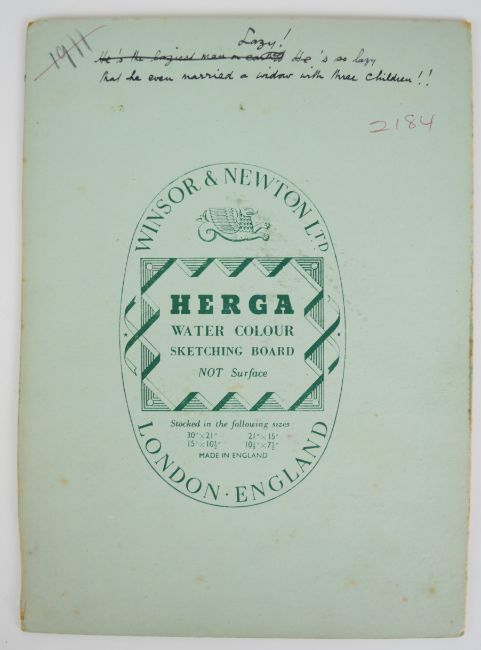 Lazy!
1911
He's the laziest man on earth He's so lazy
that he even married a widow with three children!!
2184
WINSOR & NEWTON LTD
HERGA
WATER COLOUR
SKETCHING BOARD
NOT Surface
Stocked in the following sizes
30"×21" 21"×15"
15"×10½" 10½"×7½"
MADE IN ENGLAND
LONDON · ENGLAND